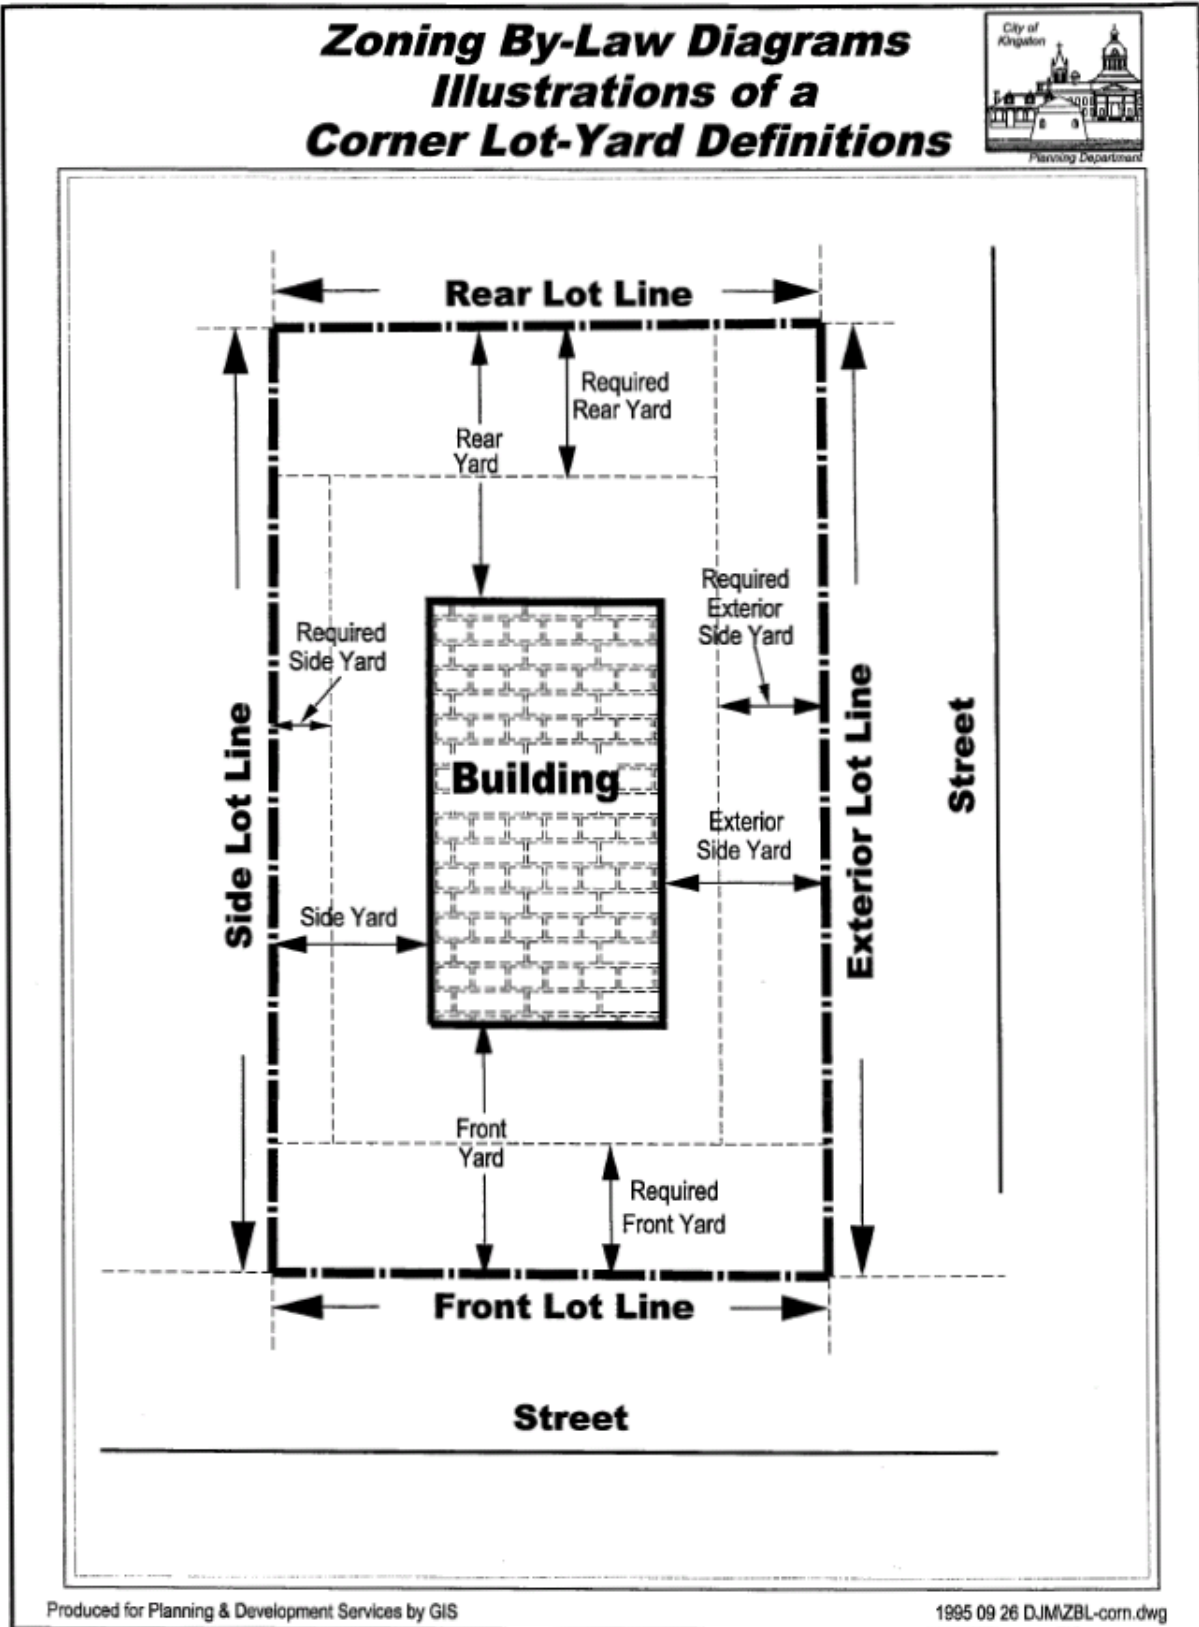 Zoning By-Law Diagrams
Illustrations of a
Corner Lot-Yard Definitions
City of
Kingston
Planning Department
Rear Lot Line
Required
Rear Yard
Rear
Yard
Required
Exterior
Side Yard
Required
Side Yard
Side Lot Line
Building
Exterior Lot Line
Street
Exterior
Side Yard
Side Yard
Front
Yard
Required
Front Yard
Front Lot Line
Street
Produced for Planning & Development Services by GIS
1995 09 26 DJM\ZBL-corn.dwg